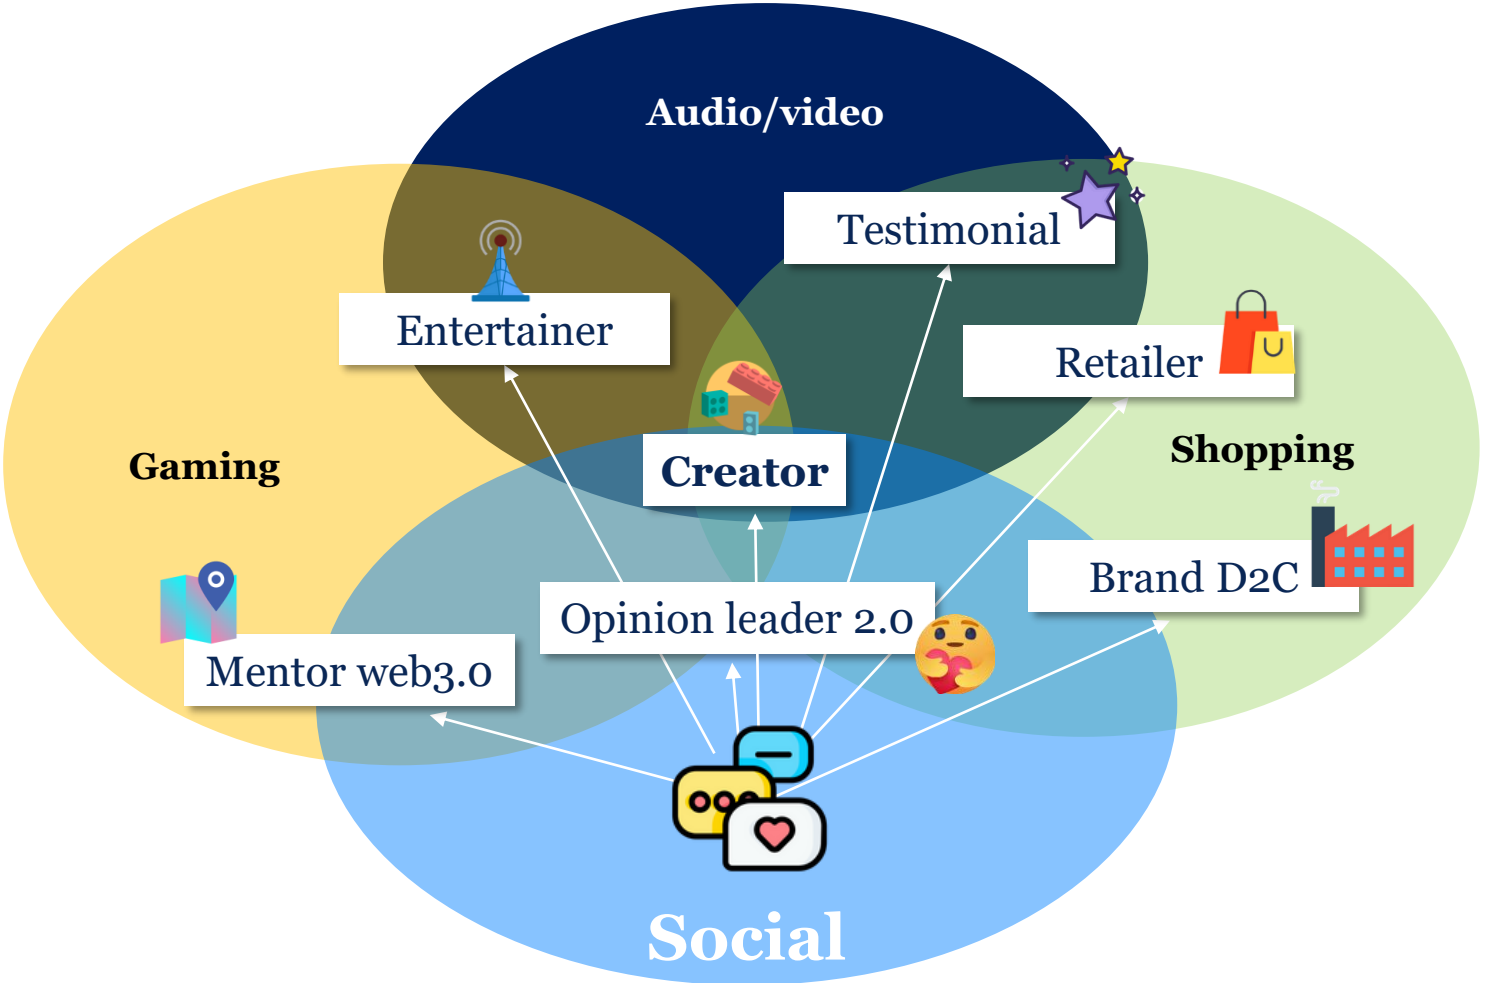 Audio/video
Testimonial
Entertainer
Retailer
Gaming
Creator
Shopping
Brand D2C
Opinion leader 2.0
Mentor web3.0
Social